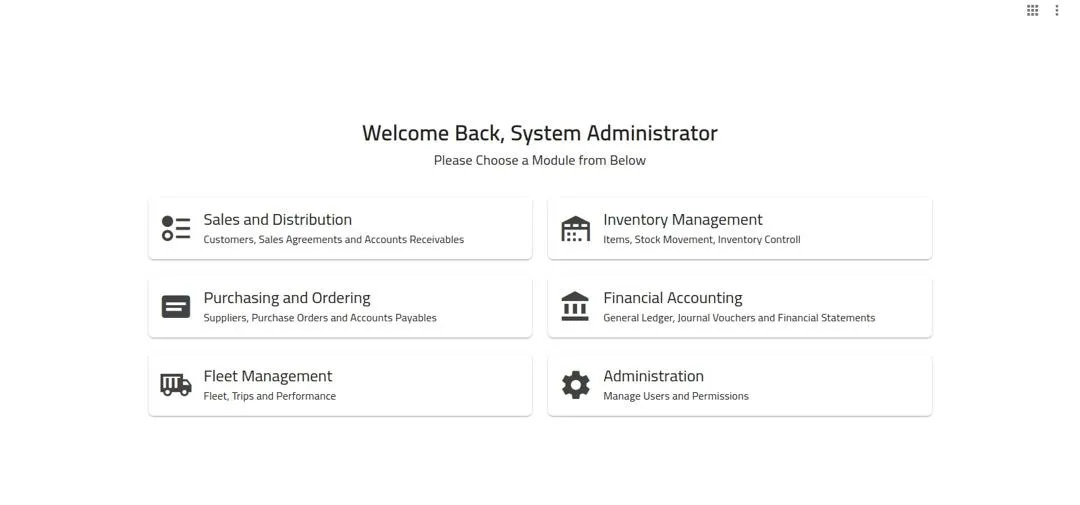 Welcome Back, System Administrator
Please Choose a Module from Below
Sales and Distribution
Customers, Sales Agreements and Accounts Receivables
Inventory Management
Items, Stock Movement, Inventory Controll
Purchasing and Ordering
Suppliers, Purchase Orders and Accounts Payables
Financial Accounting
General Ledger, Journal Vouchers and Financial Statements
Fleet Management
Fleet, Trips and Performance
Administration
Manage Users and Permissions